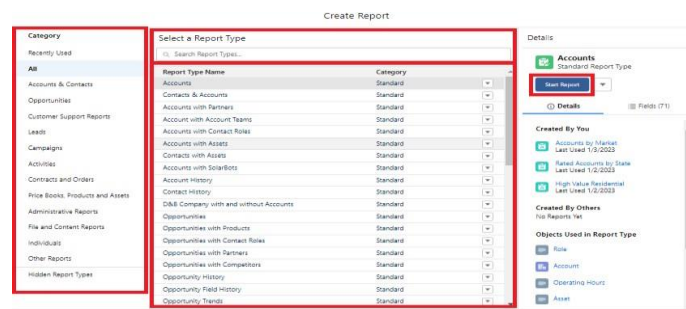 Create Report
Category
Recently Used
All
Accounts & Contacts
Opportunities
Customer Support Reports
Leads
Campaigns
Activities
Contracts and Orders
Price Books, Products and Assets
Administrative Reports
File and Content Reports
Individuals
Other Reports
Hidden Report Types
Select a Report Type
Search Report Types...
Report Type Name Category
Accounts Standard
Contacts & Accounts Standard
Accounts with Partners Standard
Account with Account Teams Standard
Accounts with Contact Roles Standard
Accounts with Assets Standard
Contacts with Assets Standard
Accounts with SolarBots Standard
Account History Standard
Contact History Standard
D&B Company with and without Accounts Standard
Opportunities Standard
Opportunities with Products Standard
Opportunities with Contact Roles Standard
Opportunities with Partners Standard
Opportunities with Competitors Standard
Opportunity History Standard
Opportunity Field History Standard
Opportunity Trends Standard
Details
Accounts
Standard Report Type
Start Report
Details Fields (71)
Created By You
Accounts by Market
Last Used 1/3/2023
Rated Accounts by State
Last Used 1/2/2023
High Value Residential
Last Used 1/2/2023
Created By Others
No Reports Yet
Objects Used in Report Type
Role
Account
Operating Hours
Asset